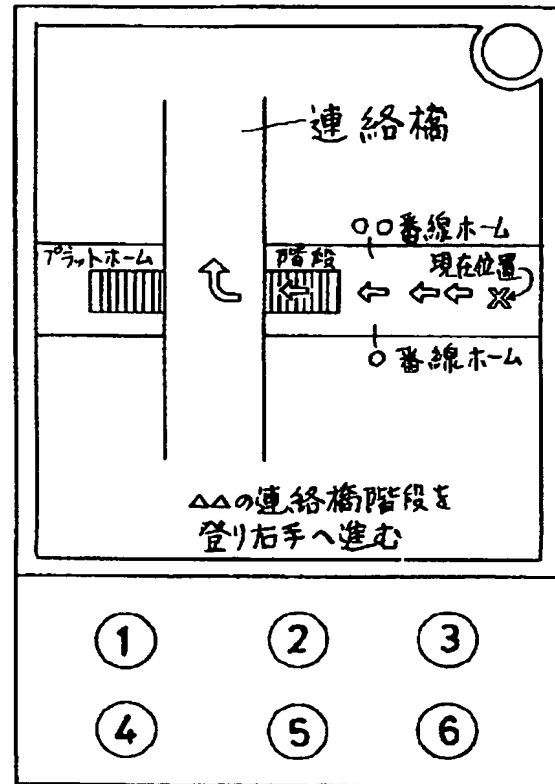 連絡橋
○○番線ホーム
プラットホーム
階段
現在位置
○番線ホーム
△△の連絡橋階段を
登り右手へ進む
1 2 3
4 5 6